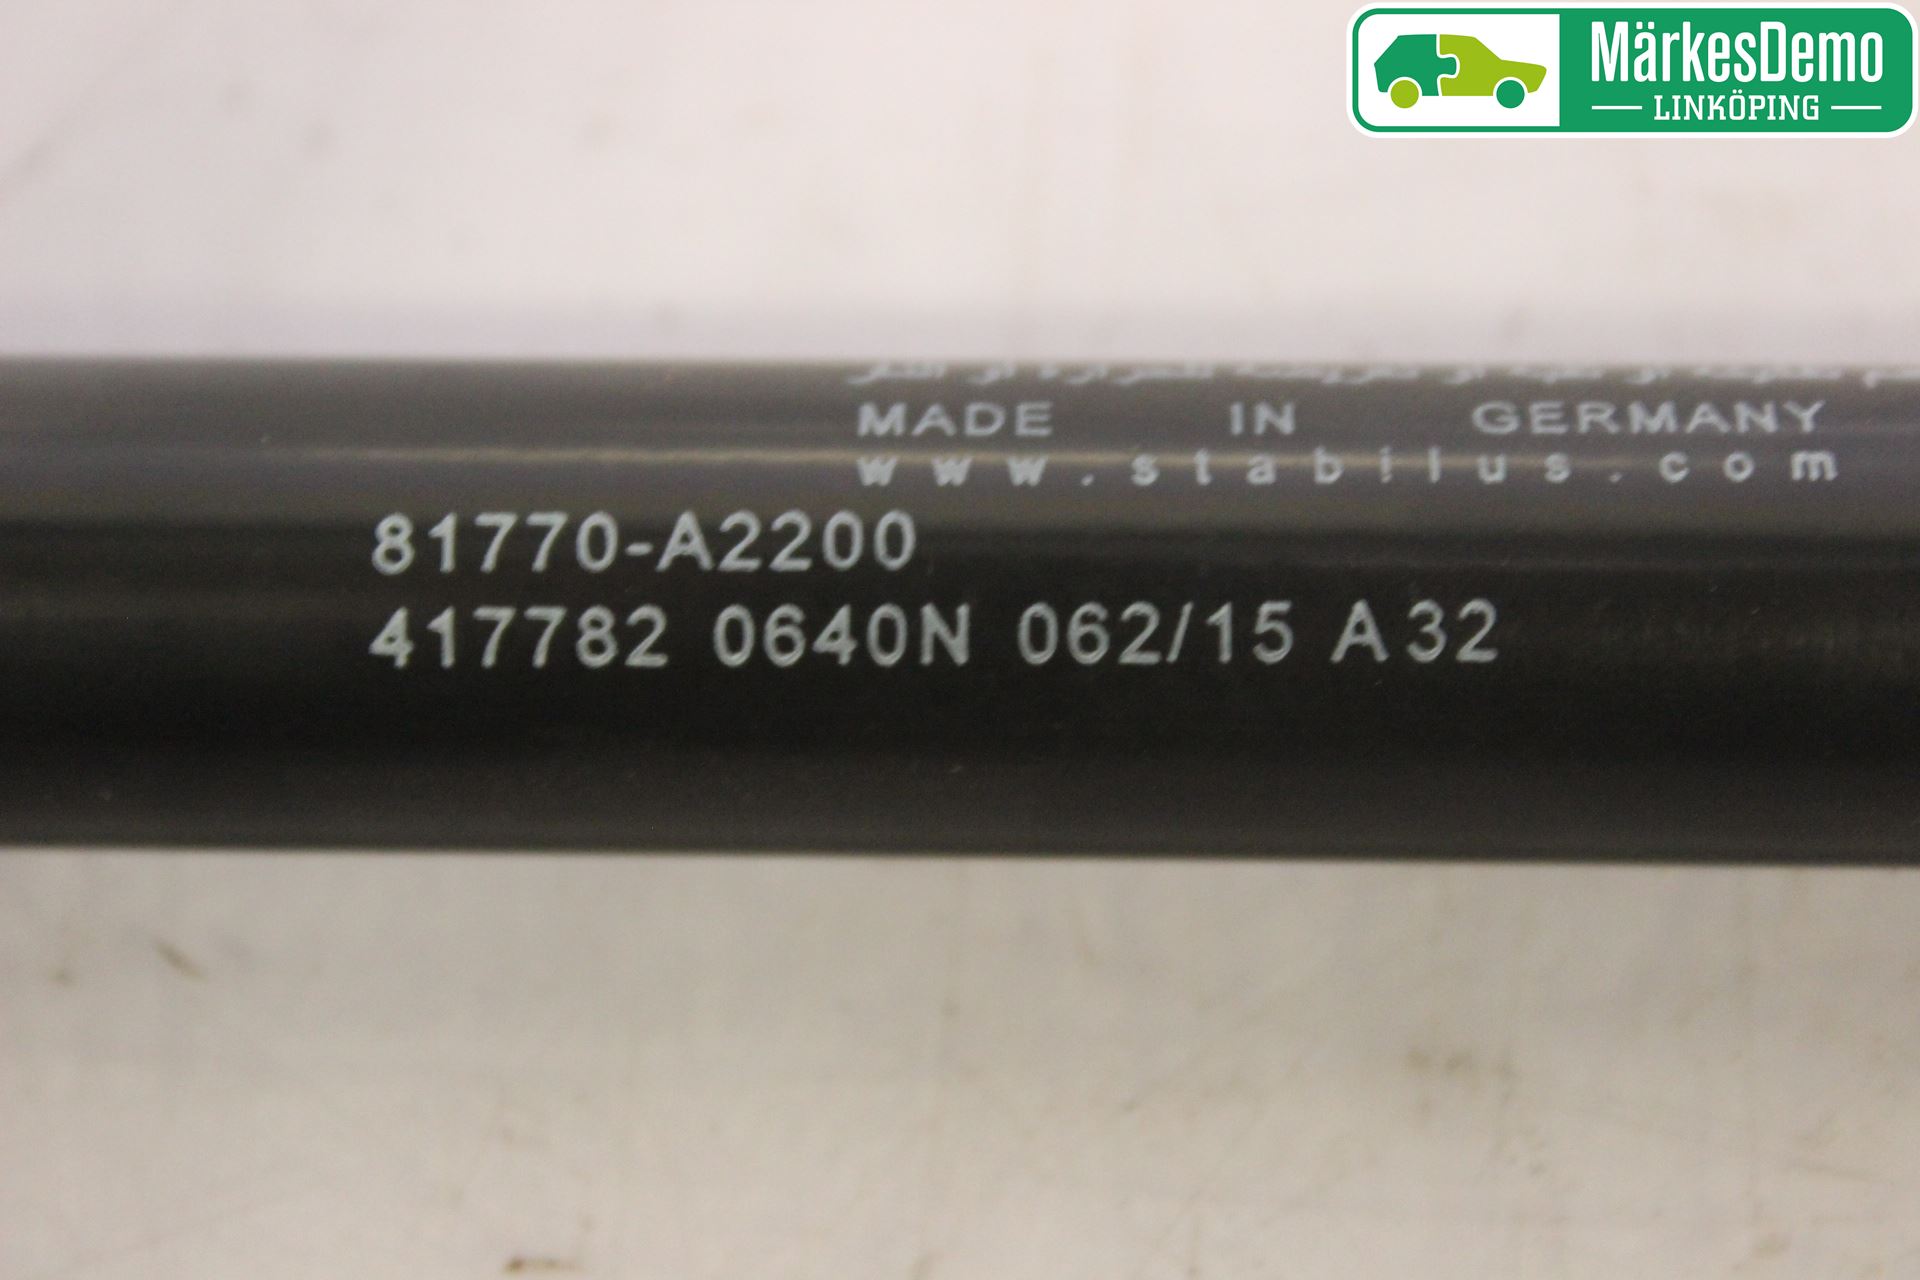 MärkesDemo
LINKÖPING
MADE IN GERMANY
www.stabilus.com
81770-A2200
417782 0640N 062/15 A32